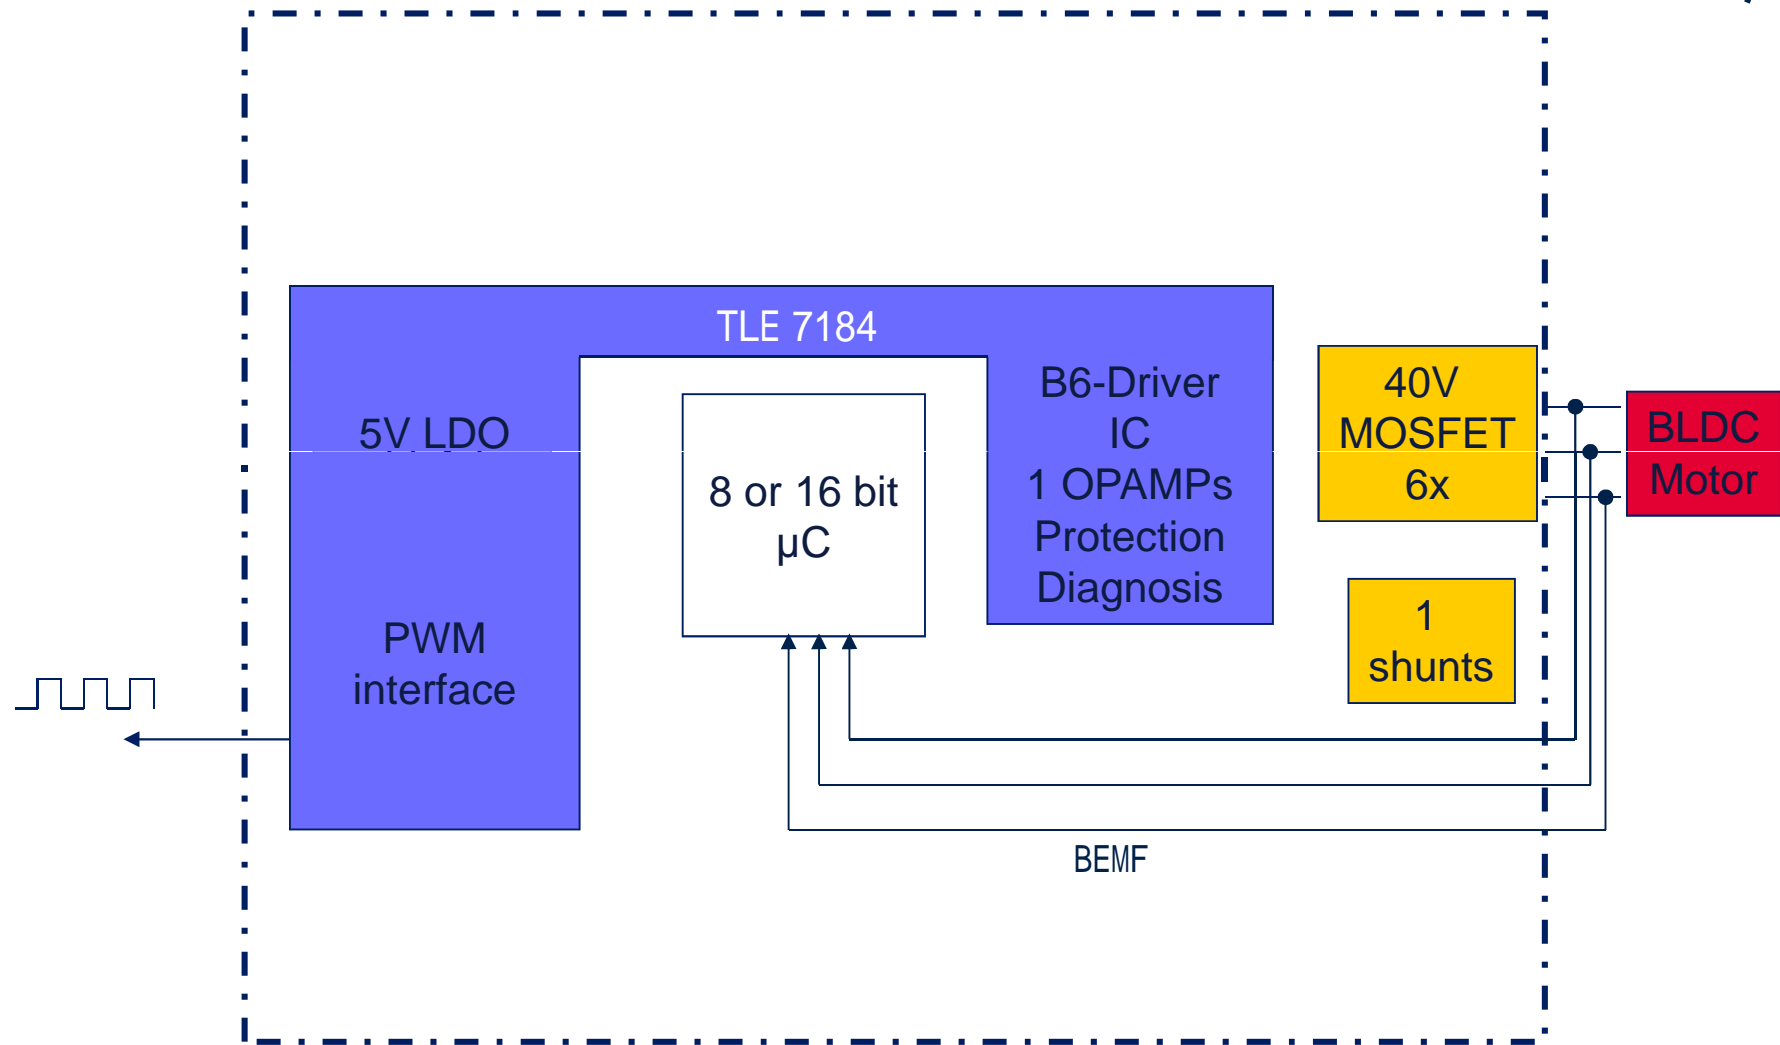 TLE 7184
5V LDO
PWM
interface
8 or 16 bit
µC
B6-Driver
IC
1 OPAMPs
Protection
Diagnosis
40V
MOSFET
6x
1
shunts
BLDC
Motor
BEMF